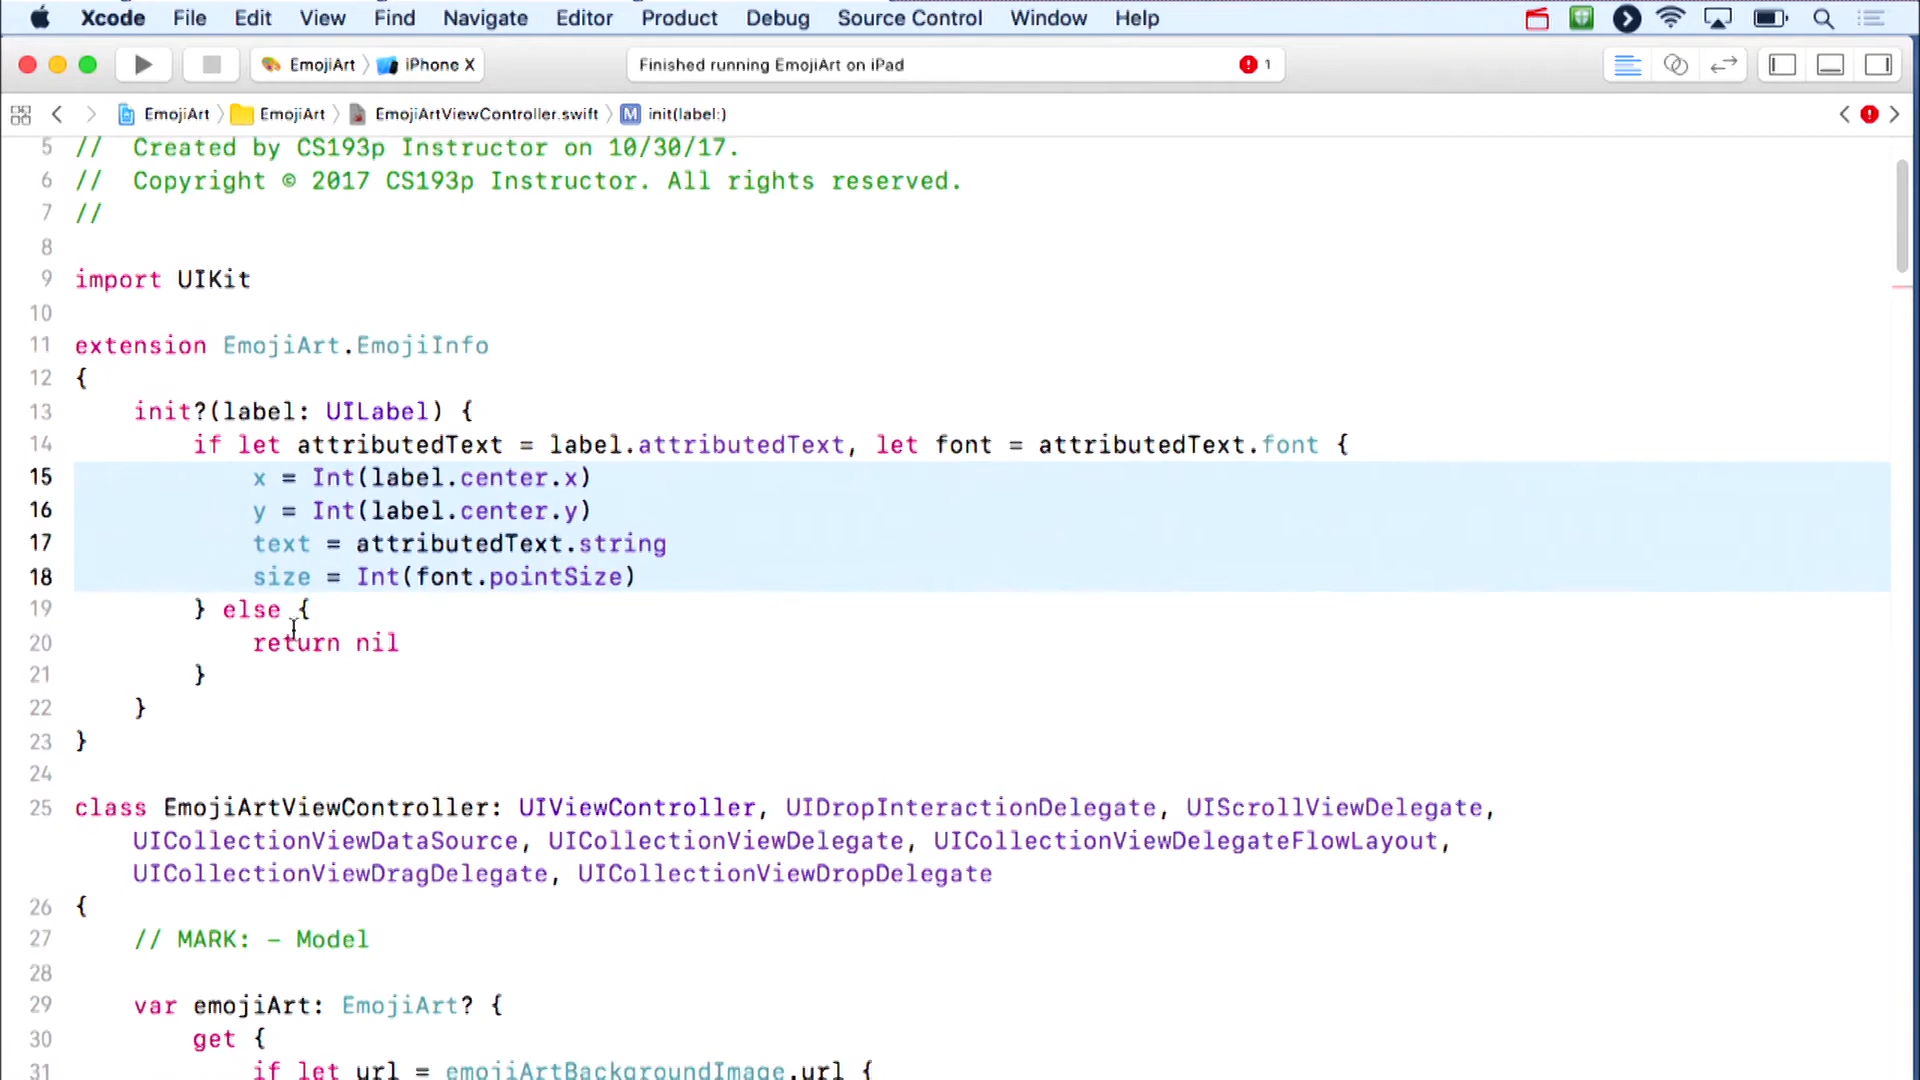 Xcode File Edit View Find Navigate Editor Product Debug Source Control Window Help
EmojiArt iPhone X Finished running EmojiArt on iPad 1
EmojiArt EmojiArt EmojiArtViewController.swift M init(label:)
5 //  Created by CS193p Instructor on 10/30/17.
6 //  Copyright © 2017 CS193p Instructor. All rights reserved.
7 //
8
9 import UIKit
10
11 extension EmojiArt.EmojiInfo
12 {
13     init?(label: UILabel) {
14         if let attributedText = label.attributedText, let font = attributedText.font {
15             x = Int(label.center.x)
16             y = Int(label.center.y)
17             text = attributedText.string
18             size = Int(font.pointSize)
19         } else {
20             return nil
21         }
22     }
23 }
24
25 class EmojiArtViewController: UIViewController, UIDropInteractionDelegate, UIScrollViewDelegate,
UICollectionViewDataSource, UICollectionViewDelegate, UICollectionViewDelegateFlowLayout,
UICollectionViewDragDelegate, UICollectionViewDropDelegate
26 {
27     // MARK: - Model
28
29     var emojiArt: EmojiArt? {
30         get {
31             if let url = emojiArtBackgroundImage.url {